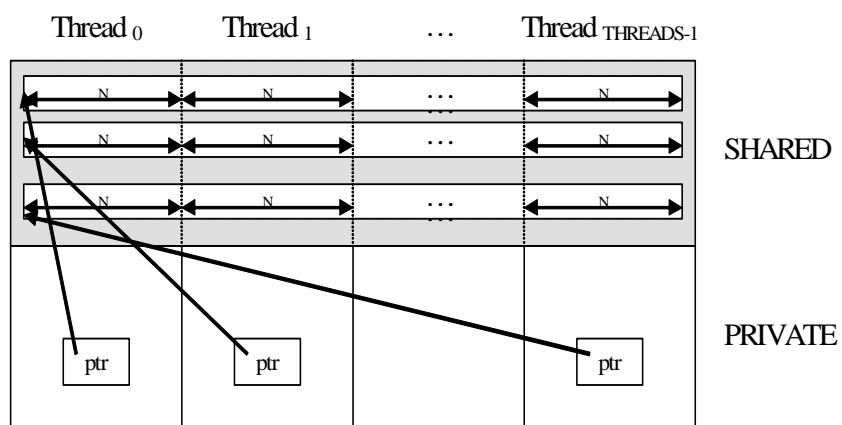 Thread 0 Thread 1 ... Thread THREADS-1
N N ... N
...
N N ... N
N N ... N
...
SHARED
PRIVATE
ptr ptr ptr